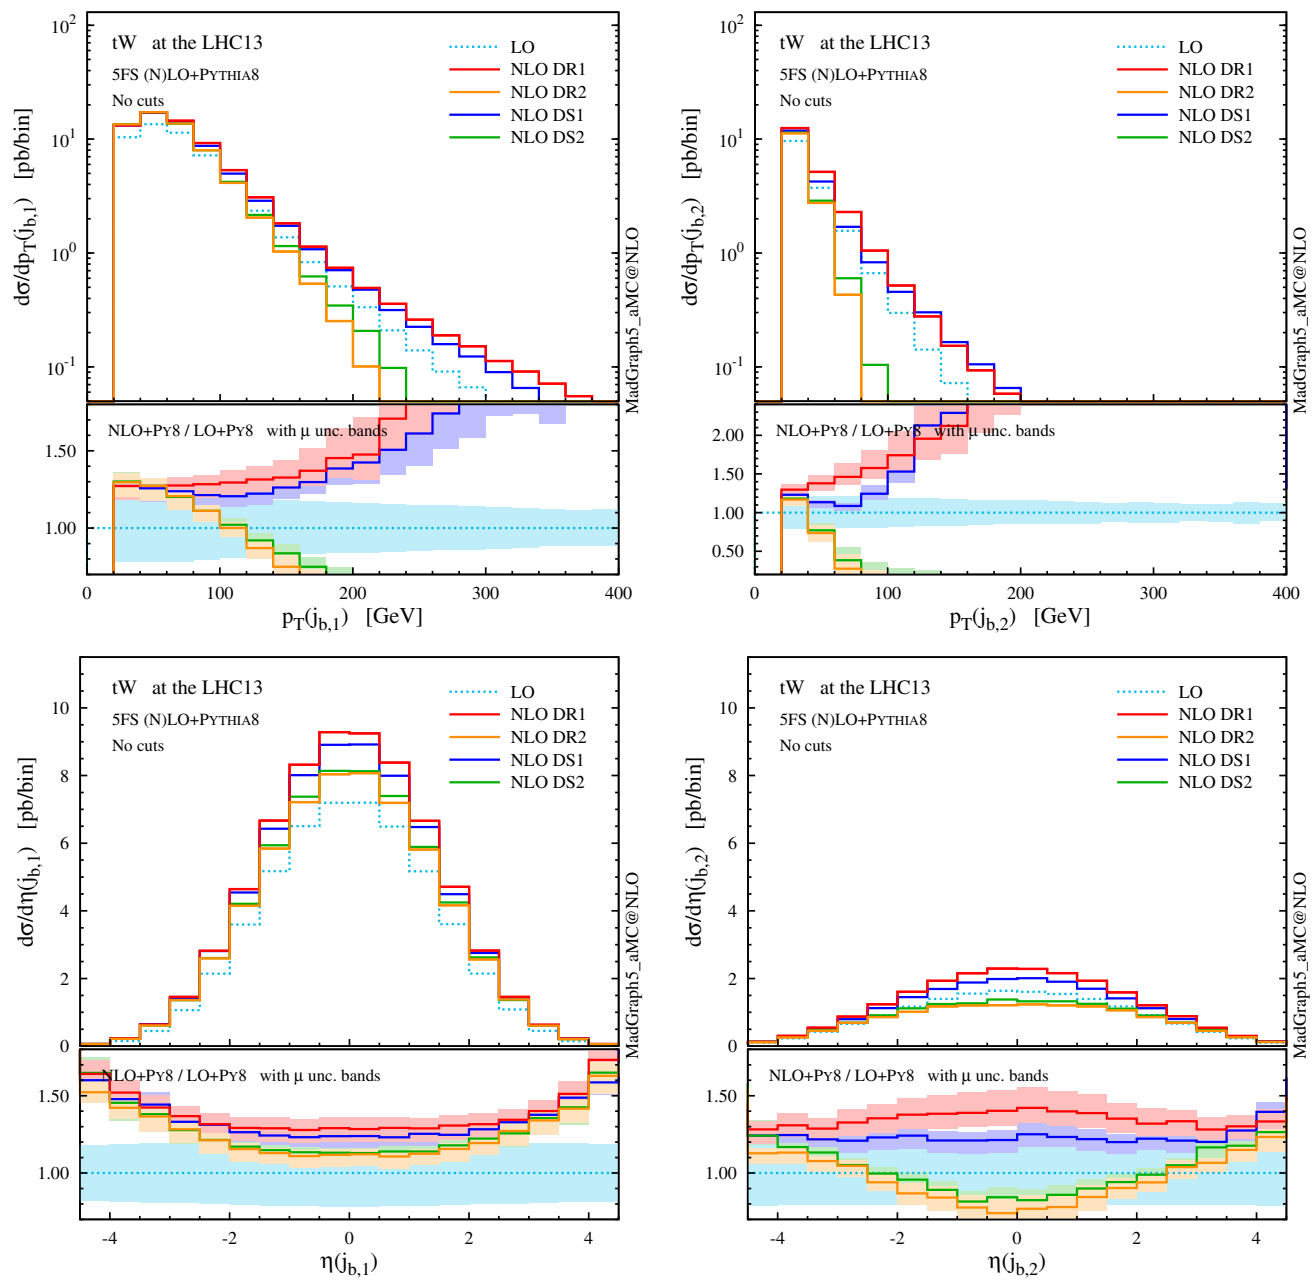 tW at the LHC13
5FS (N)LO+PYTHIA8
No cuts
LO
NLO DR1
NLO DR2
NLO DS1
NLO DS2
dσ/dp_T(j_{b,1}) [pb/bin]
10^2
10^1
10^0
10^{-1}
MadGraph5_aMC@NLO
NLO+PY8 / LO+PY8 with μ unc. bands
1.50
1.00
0 100 200 300 400
p_T(j_{b,1}) [GeV]
tW at the LHC13
5FS (N)LO+PYTHIA8
No cuts
LO
NLO DR1
NLO DR2
NLO DS1
NLO DS2
dσ/dp_T(j_{b,2}) [pb/bin]
10^2
10^1
10^0
10^{-1}
MadGraph5_aMC@NLO
NLO+PY8 / LO+PY8 with μ unc. bands
2.00
1.50
1.00
0.50
0 100 200 300 400
p_T(j_{b,2}) [GeV]
tW at the LHC13
5FS (N)LO+PYTHIA8
No cuts
LO
NLO DR1
NLO DR2
NLO DS1
NLO DS2
dσ/dη(j_{b,1}) [pb/bin]
10
8
6
4
2
0
MadGraph5_aMC@NLO
NLO+PY8 / LO+PY8 with μ unc. bands
1.50
1.00
-4 -2 0 2 4
η(j_{b,1})
tW at the LHC13
5FS (N)LO+PYTHIA8
No cuts
LO
NLO DR1
NLO DR2
NLO DS1
NLO DS2
dσ/dη(j_{b,2}) [pb/bin]
10
8
6
4
2
0
MadGraph5_aMC@NLO
NLO+PY8 / LO+PY8 with μ unc. bands
1.50
1.00
-4 -2 0 2 4
η(j_{b,2})